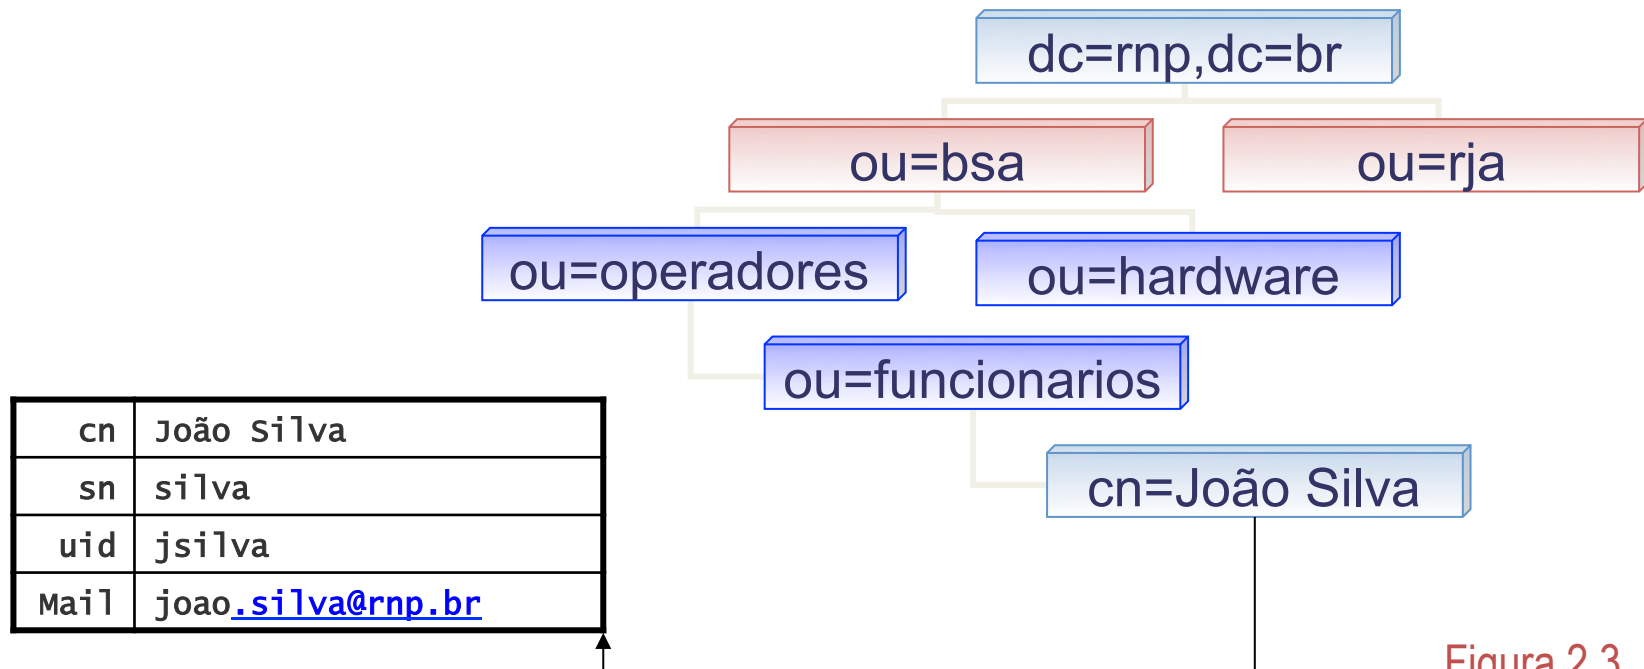 dc=rnp,dc=br
ou=bsa
ou=rja
ou=operadores
ou=hardware
ou=funcionarios
cn=João Silva
cn João Silva
sn silva
uid jsilva
Mail joao.silva@rnp.br
Figura 2.3